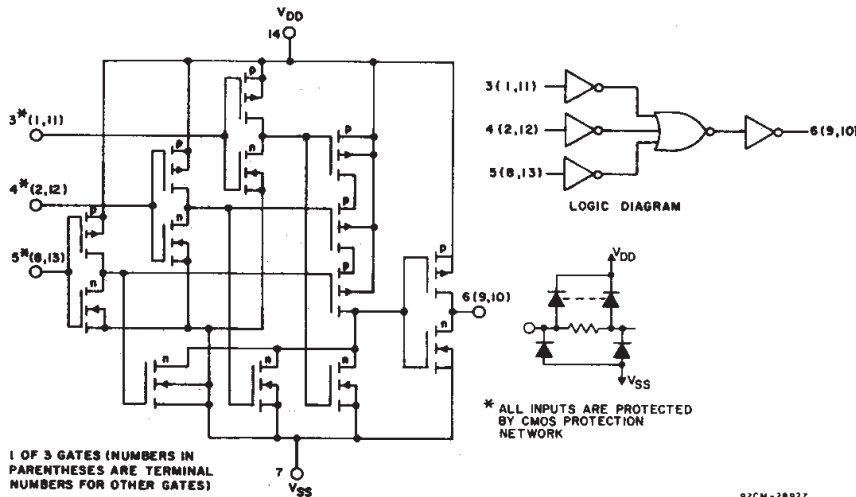 VDD
14
p
3*(1,11)
n
p
4*(2,12)
n
p
5*(8,13)
n
p
p
p
p
n
6(9,10)
n
n
n
7
VSS
1 OF 3 GATES (NUMBERS IN
PARENTHESES ARE TERMINAL
NUMBERS FOR OTHER GATES)
3(1,11)
4(2,12)
5(8,13)
6(9,10)
LOGIC DIAGRAM
VDD
VSS
* ALL INPUTS ARE PROTECTED
BY CMOS PROTECTION
NETWORK
92CM-28927